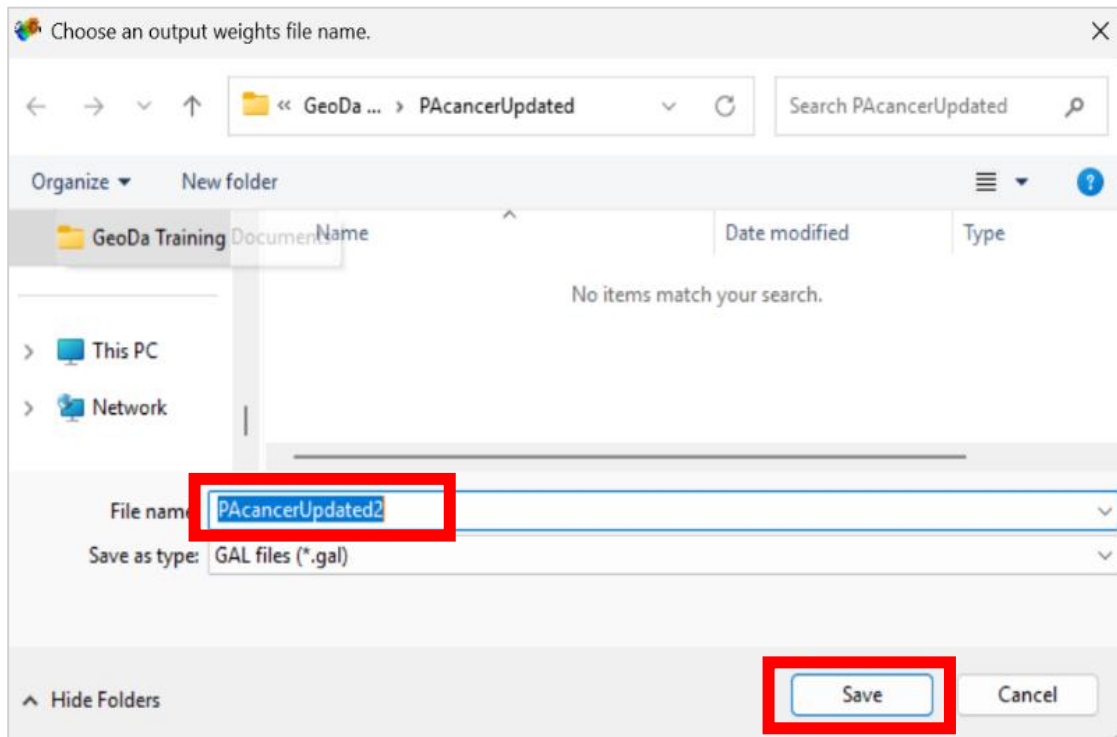 Choose an output weights file name.
« GeoDa ... › PAcancerUpdated
Search PAcancerUpdated
Organize
New folder
GeoDa Training Documents
Name
Date modified
Type
No items match your search.
This PC
Network
File name
PAcancerUpdated2
Save as type:
GAL files (*.gal)
Hide Folders
Save
Cancel